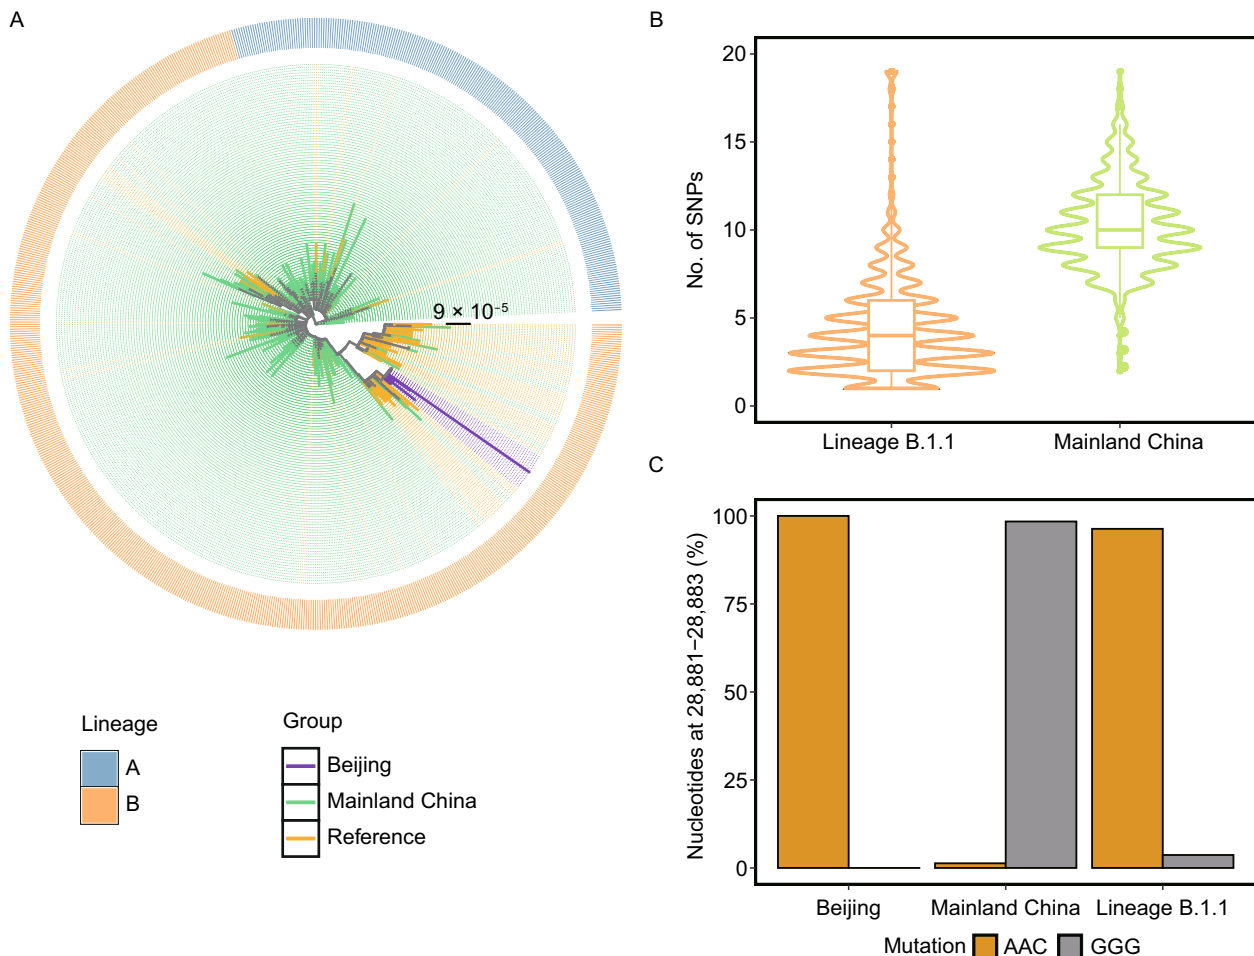 A
9 × 10⁻⁵
Lineage
A
B
Group
Beijing
Mainland China
Reference
B
No. of SNPs
20
15
10
5
0
Lineage B.1.1
Mainland China
C
Nucleotides at 28,881–28,883 (%)
100
75
50
25
0
Beijing
Mainland China
Lineage B.1.1
Mutation AAC GGG